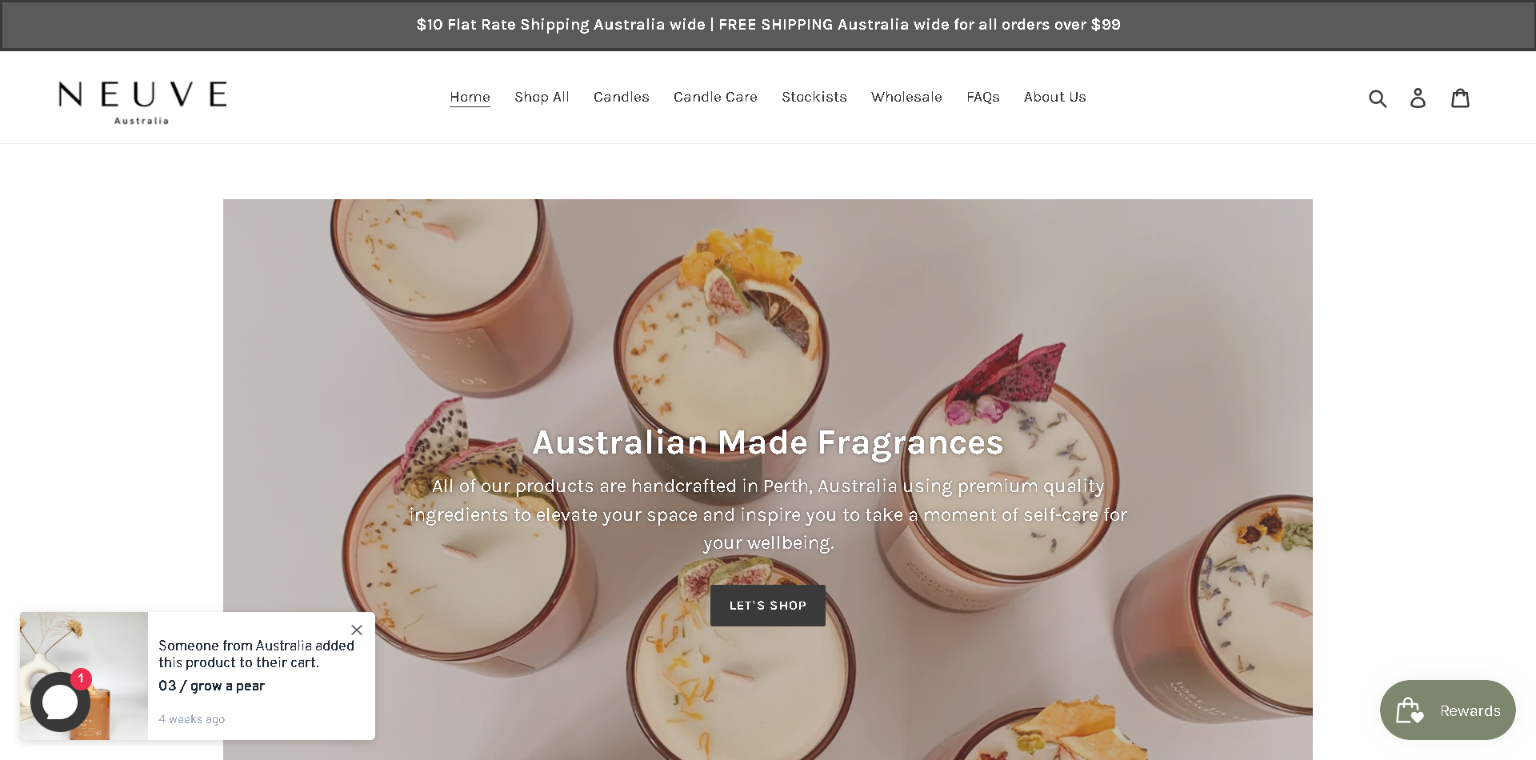 $10 Flat Rate Shipping Australia wide | FREE SHIPPING Australia wide for all orders over $99
NEUVE
Australia
Home
Shop All
Candles
Candle Care
Stockists
Wholesale
FAQs
About Us
03
Australian Made Fragrances
All of our products are handcrafted in Perth, Australia using premium quality
ingredients to elevate your space and inspire you to take a moment of self-care for
your wellbeing.
LET'S SHOP
Someone from Australia added
this product to their cart.
03 / grow a pear
4 weeks ago
1
Rewards